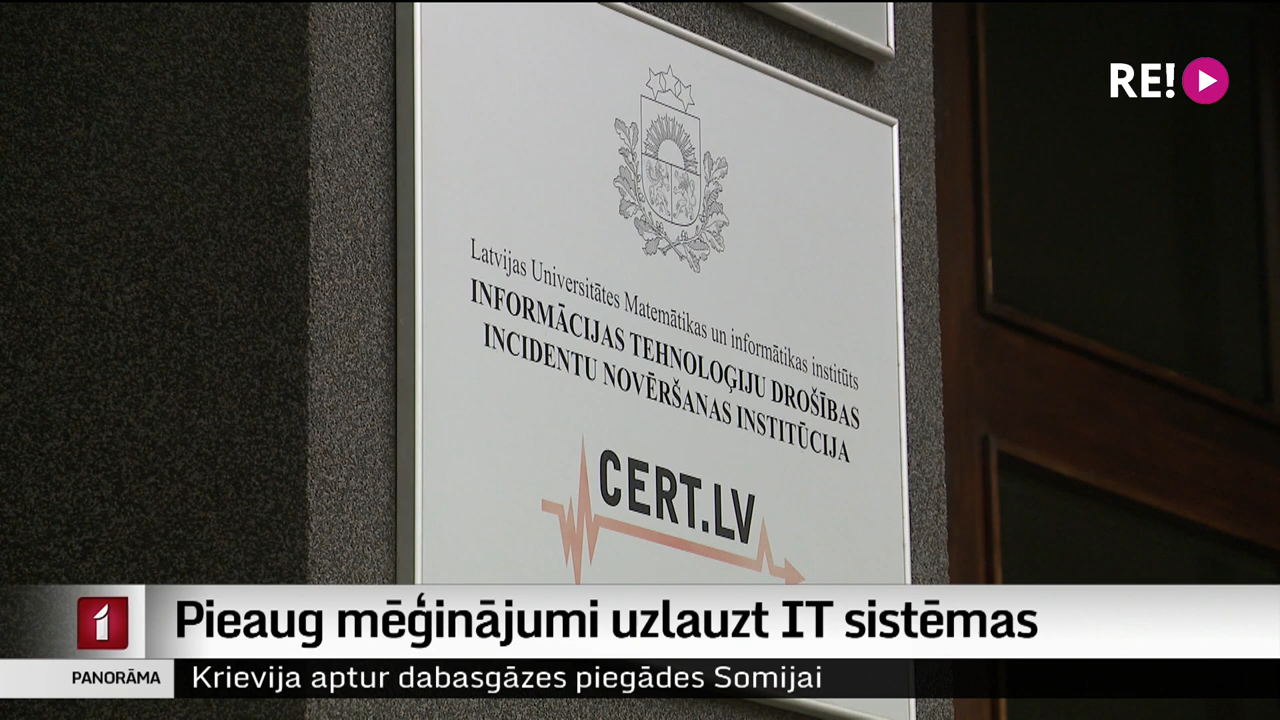 RE!
Latvijas Universitātes Matemātikas un informātikas institūts
INFORMĀCIJAS TEHNOLOĢIJU DROŠĪBAS
INCIDENTU NOVĒRŠANAS INSTITŪCIJA
CERT.LV
1
Pieaug mēģinājumi uzlauzt IT sistēmas
PANORĀMA
Krievija aptur dabasgāzes piegādes Somijai